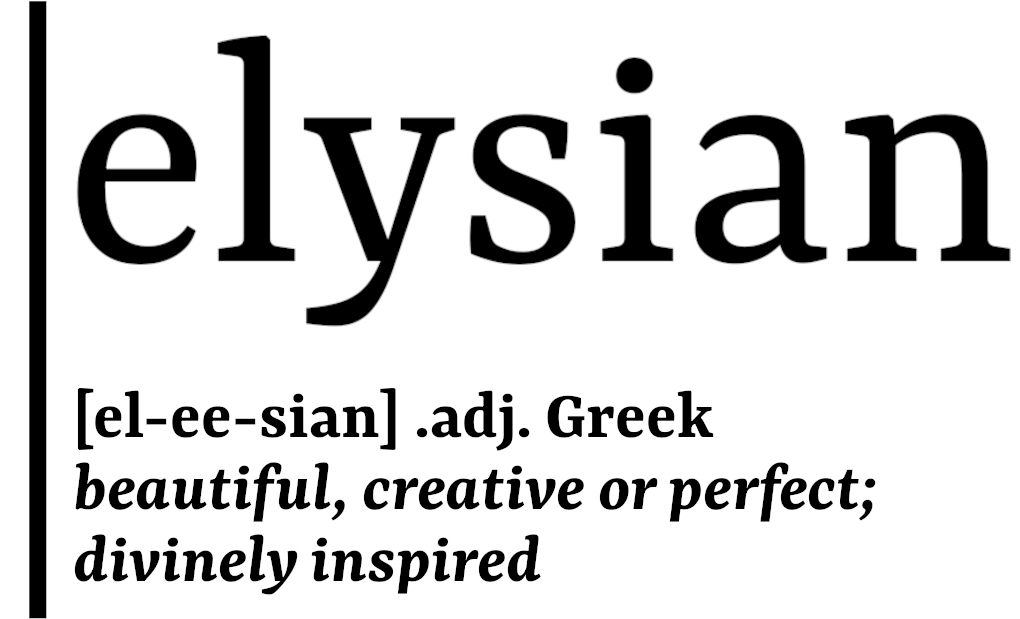 elysian
[el-ee-sian] .adj. Greek
beautiful, creative or perfect;
divinely inspired